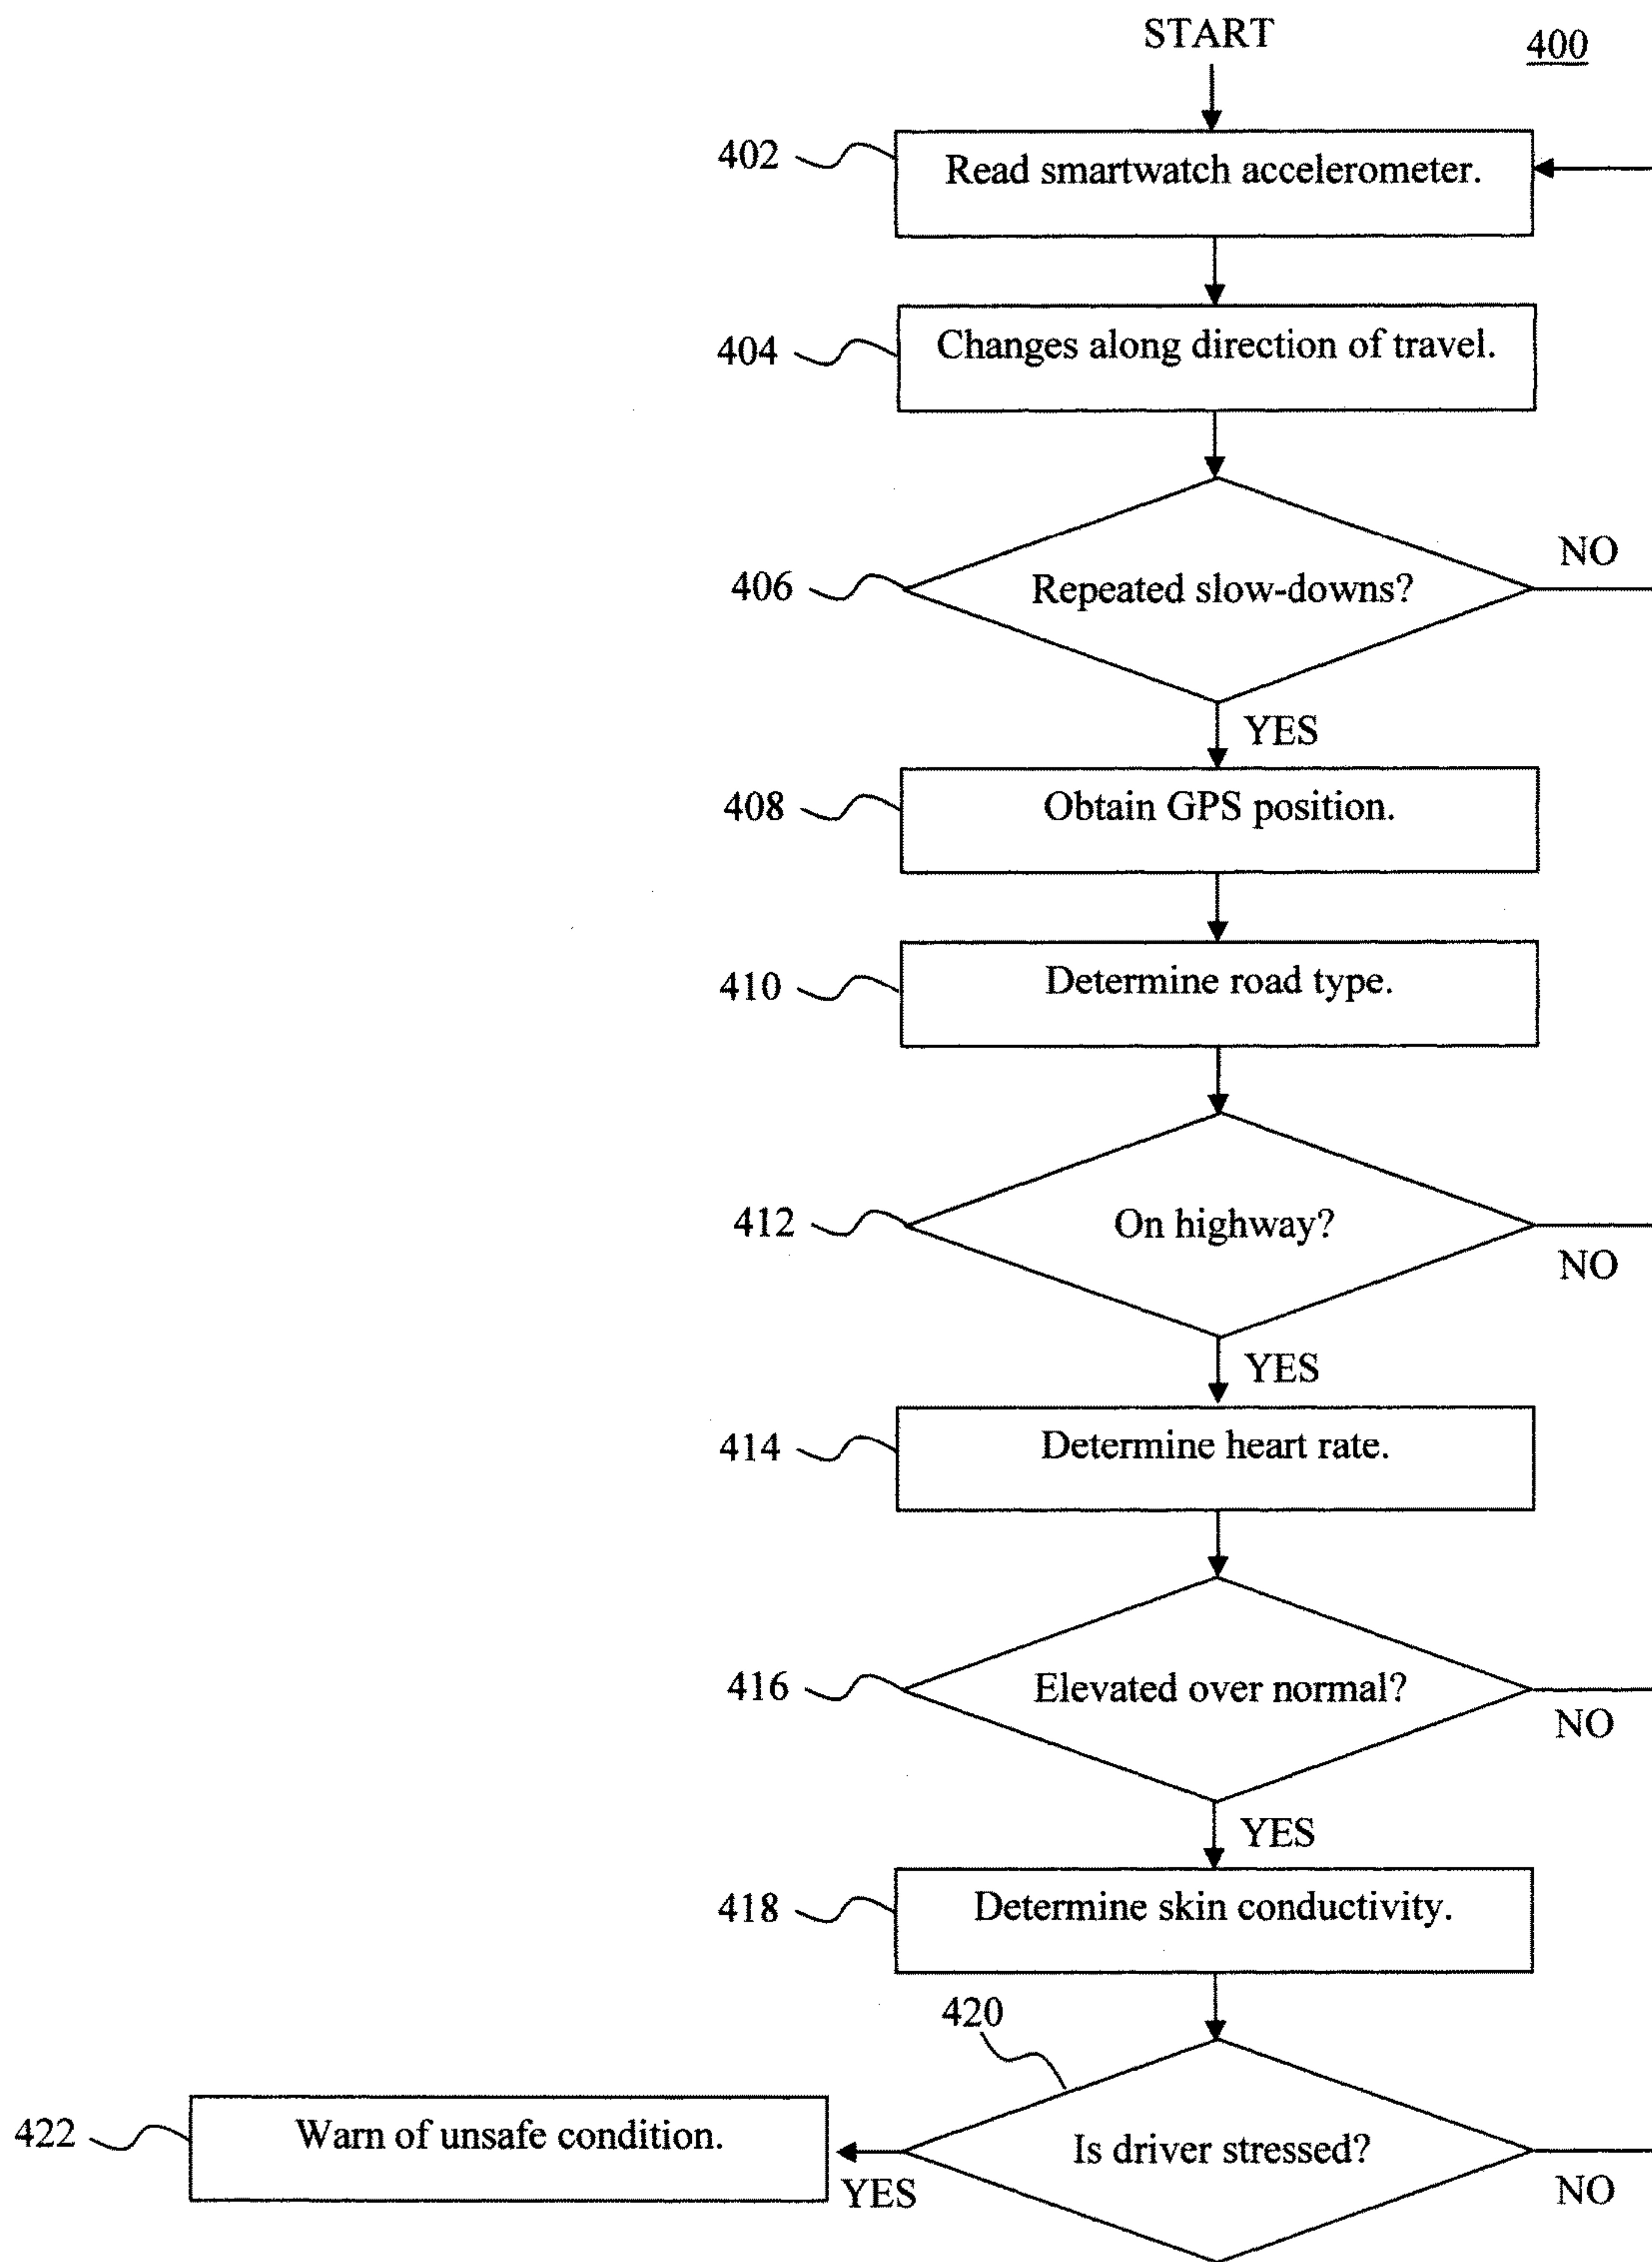 START
400
402
Read smartwatch accelerometer.
404
Changes along direction of travel.
406
Repeated slow-downs?
NO
YES
408
Obtain GPS position.
410
Determine road type.
412
On highway?
NO
YES
414
Determine heart rate.
416
Elevated over normal?
NO
YES
418
Determine skin conductivity.
420
422
Warn of unsafe condition.
YES
Is driver stressed?
NO